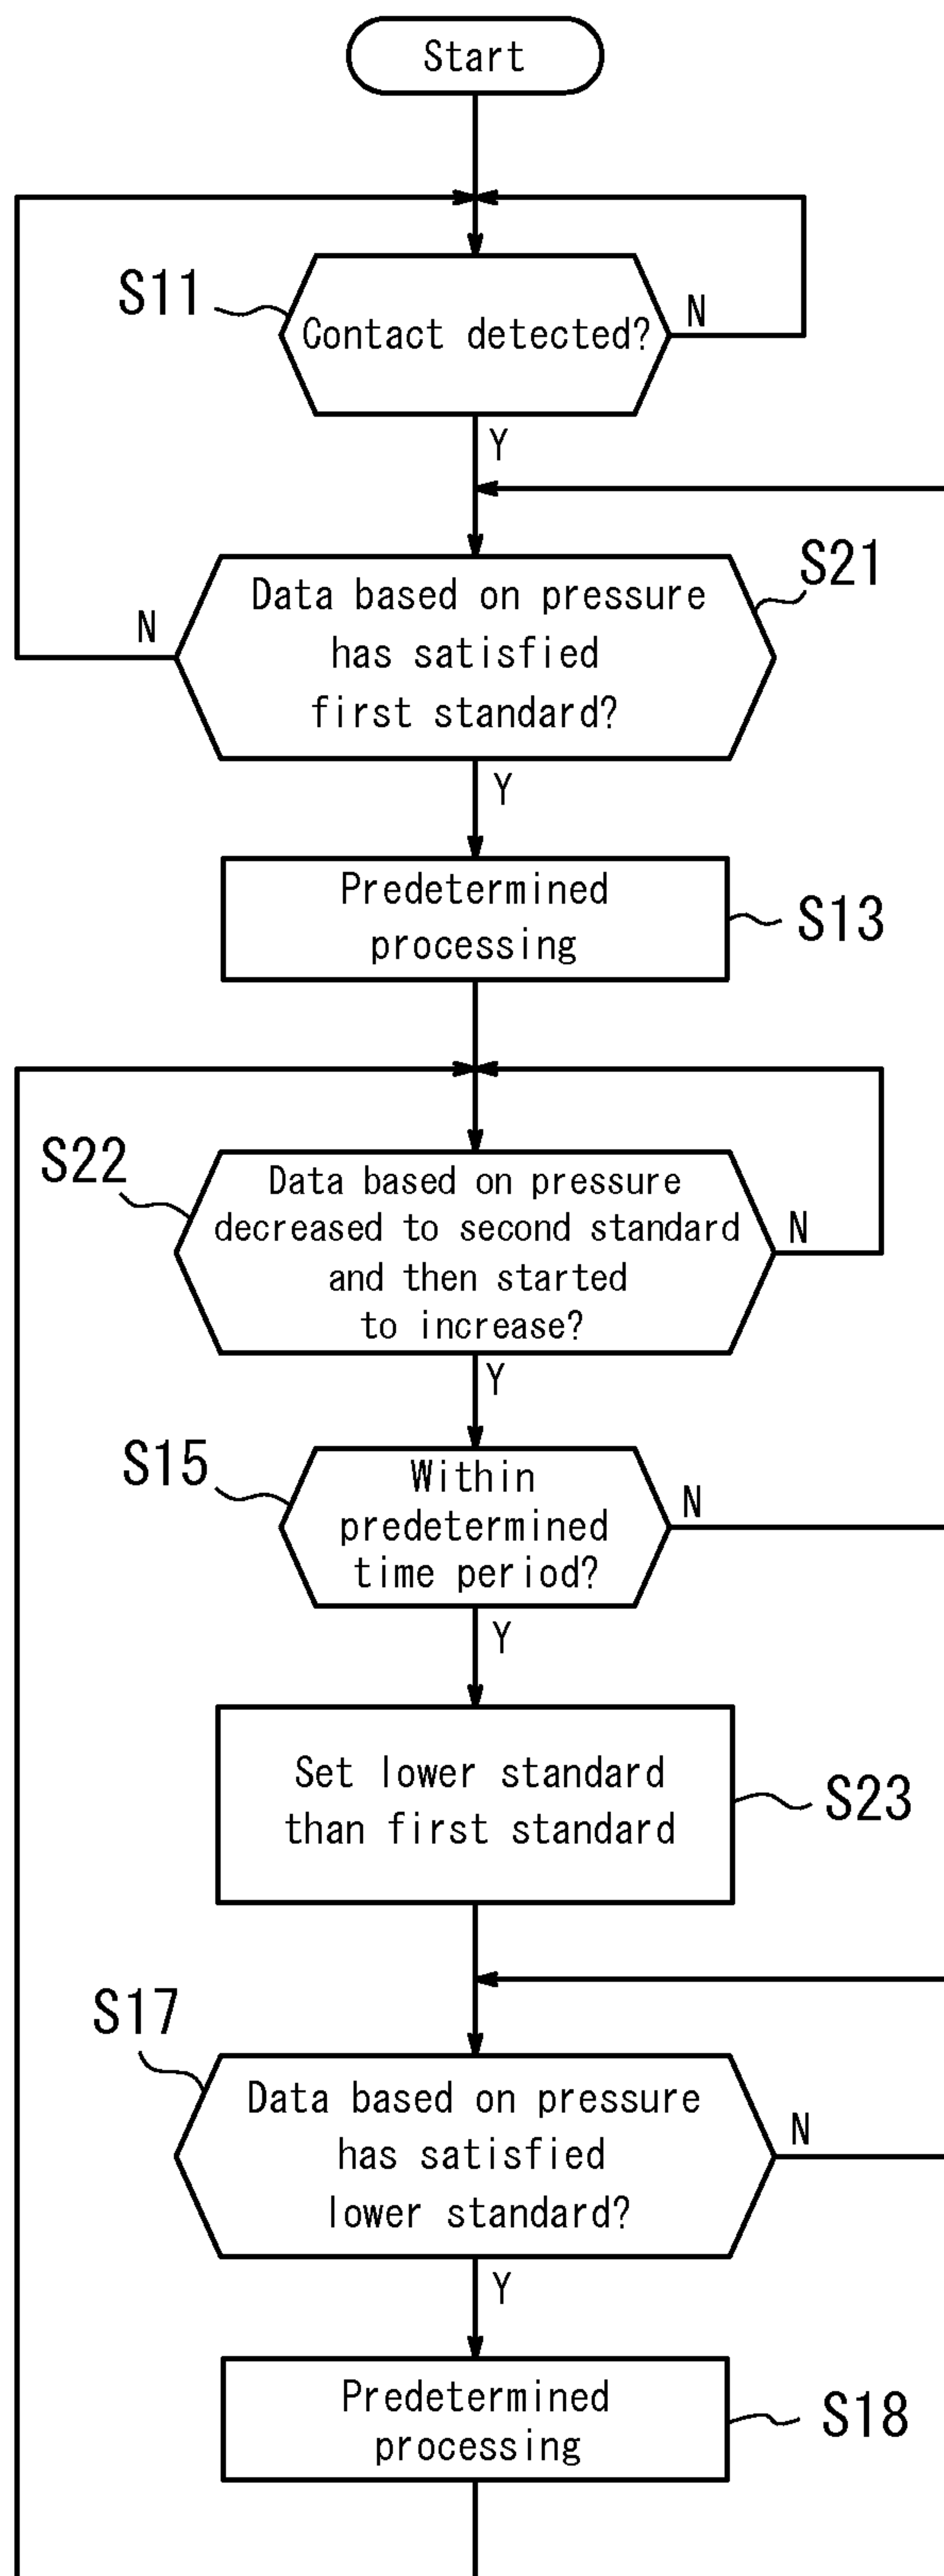 Start
S11
Contact detected?
N
Y
S21
Data based on pressure
has satisfied
first standard?
N
Y
Predetermined
processing
S13
S22
Data based on pressure
decreased to second standard
and then started
to increase?
N
Y
S15
Within
predetermined
time period?
N
Y
Set lower standard
than first standard
S23
S17
Data based on pressure
has satisfied
lower standard?
N
Y
Predetermined
processing
S18